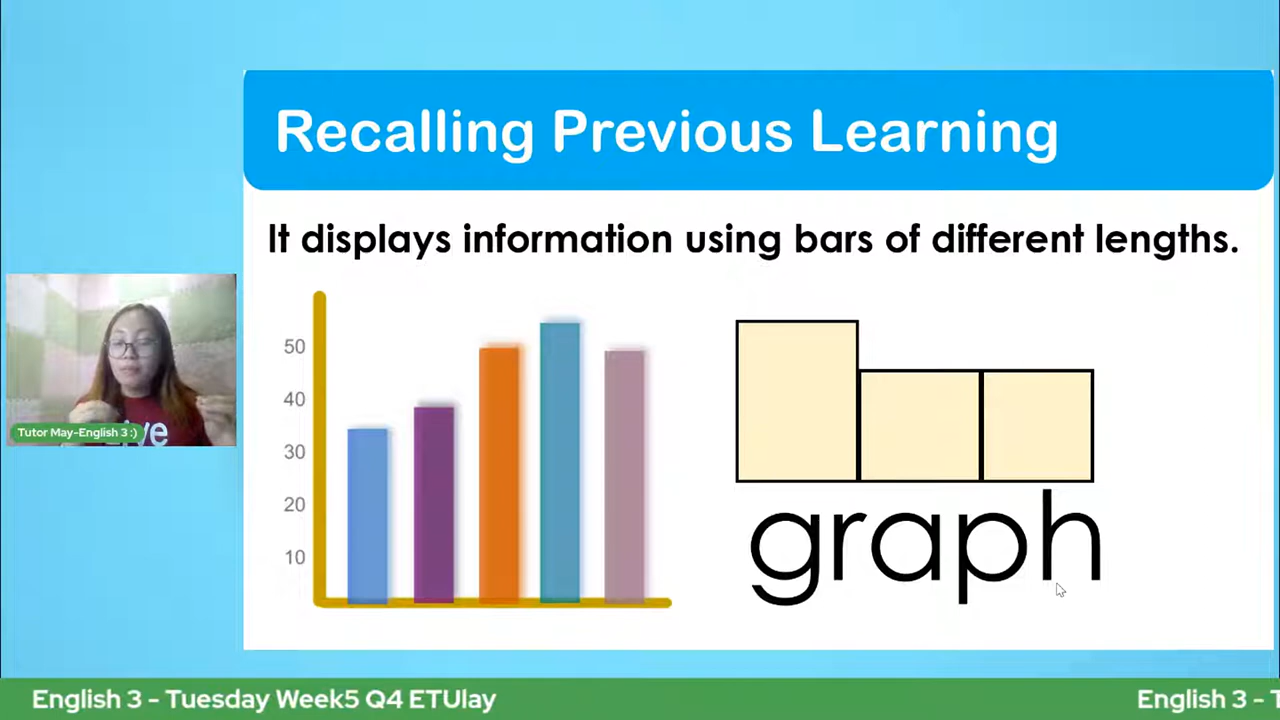 Recalling Previous Learning
It displays information using bars of different lengths.
50
40
30
20
10
graph
Tutor May-English 3 :)
English 3 - Tuesday Week5 Q4 ETUlay
English 3 -